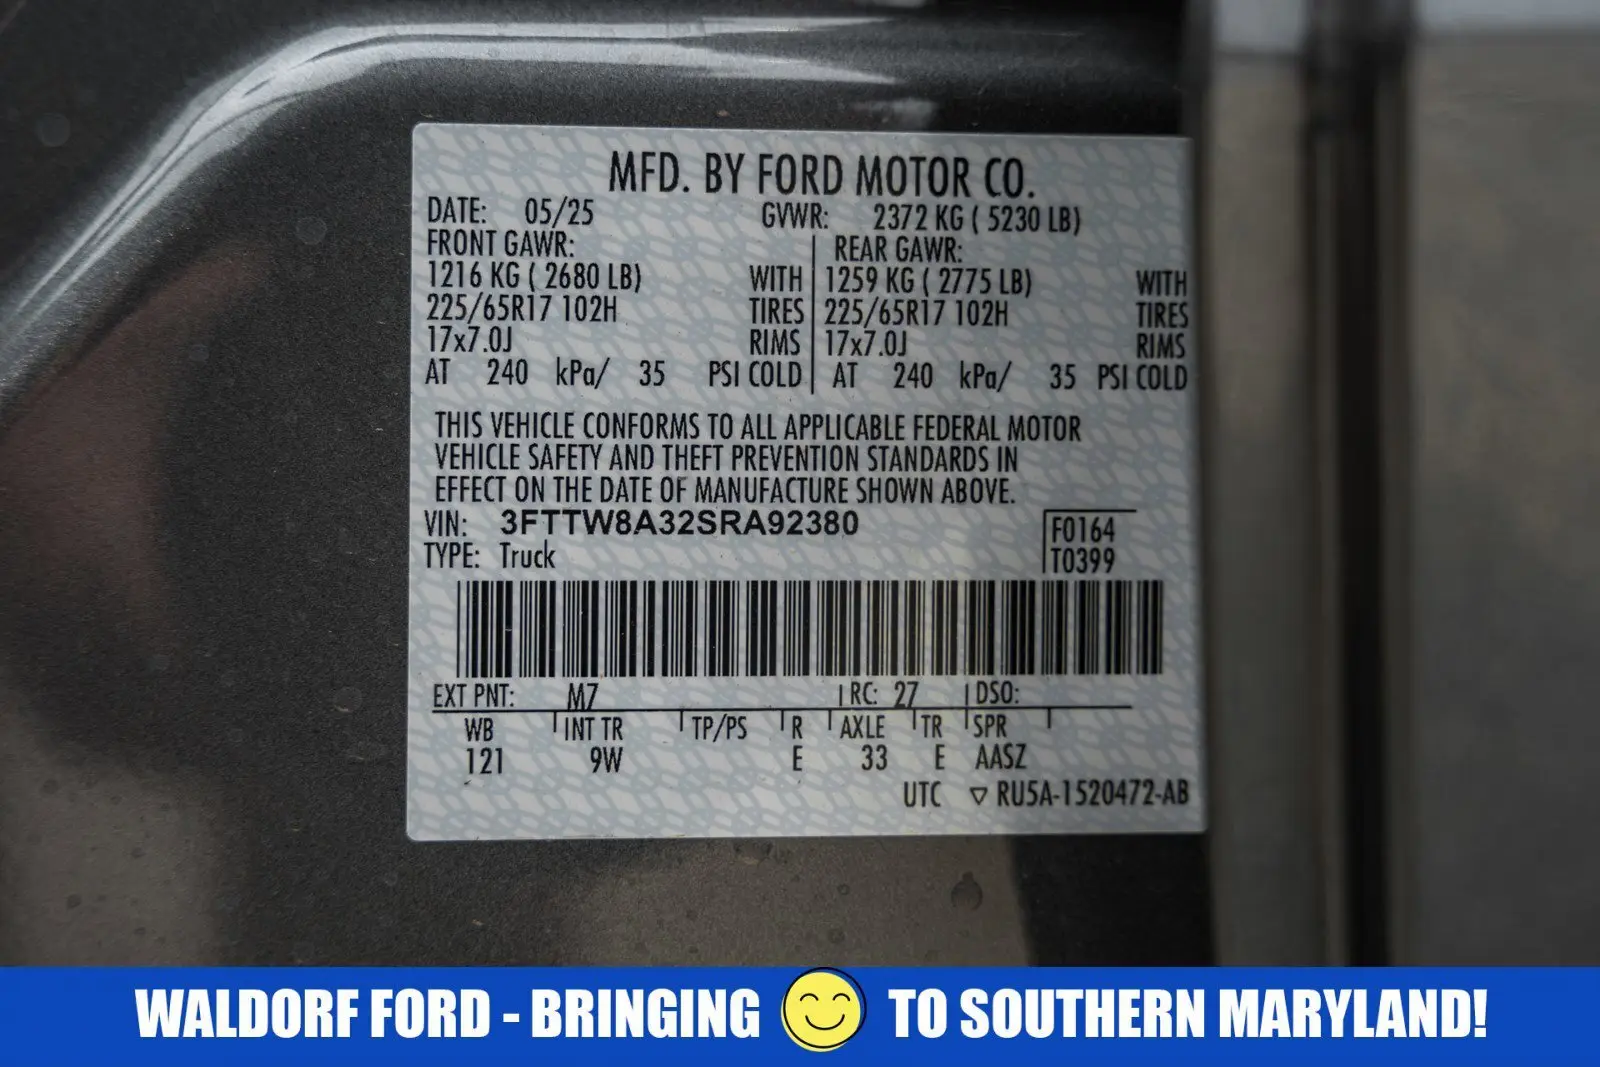 MFD. BY FORD MOTOR CO.
DATE: 05/25 GVWR: 2372 KG ( 5230 LB)
FRONT GAWR: REAR GAWR:
1216 KG ( 2680 LB) WITH 1259 KG ( 2775 LB) WITH
225/65R17 102H TIRES 225/65R17 102H TIRES
17x7.0J RIMS 17x7.0J RIMS
AT 240 kPa/ 35 PSI COLD AT 240 kPa/ 35 PSI COLD
THIS VEHICLE CONFORMS TO ALL APPLICABLE FEDERAL MOTOR
VEHICLE SAFETY AND THEFT PREVENTION STANDARDS IN
EFFECT ON THE DATE OF MANUFACTURE SHOWN ABOVE.
VIN: 3FTTW8A32SRA92380 F0164
TYPE: Truck T0399
EXT PNT: M7 RC: 27 DSO:
WB INT TR TP/PS R AXLE TR SPR
121 9W E 33 E AASZ
UTC ▽ RU5A-1520472-AB
WALDORF FORD - BRINGING TO SOUTHERN MARYLAND!